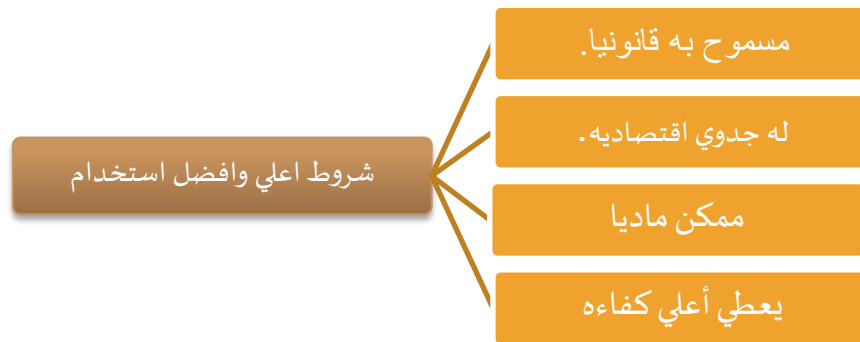 شروط اعلي وافضل استخدام
مسموح به قانونيا.
له جدوي اقتصاديه.
ممكن ماديا
يعطي أعلي كفاءه